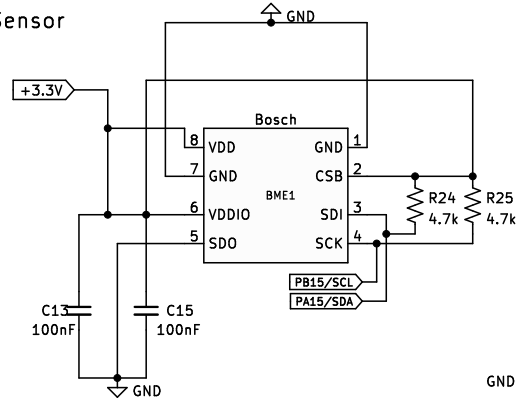 Sensor
GND
+3.3V
Bosch
8 VDD GND 1
7 GND CSB 2
BME1
6 VDDIO SDI 3
5 SDO SCK 4
R24 R25
4.7k 4.7k
PB15/SCL
PA15/SDA
C13 C15
100nF 100nF
GND
GND